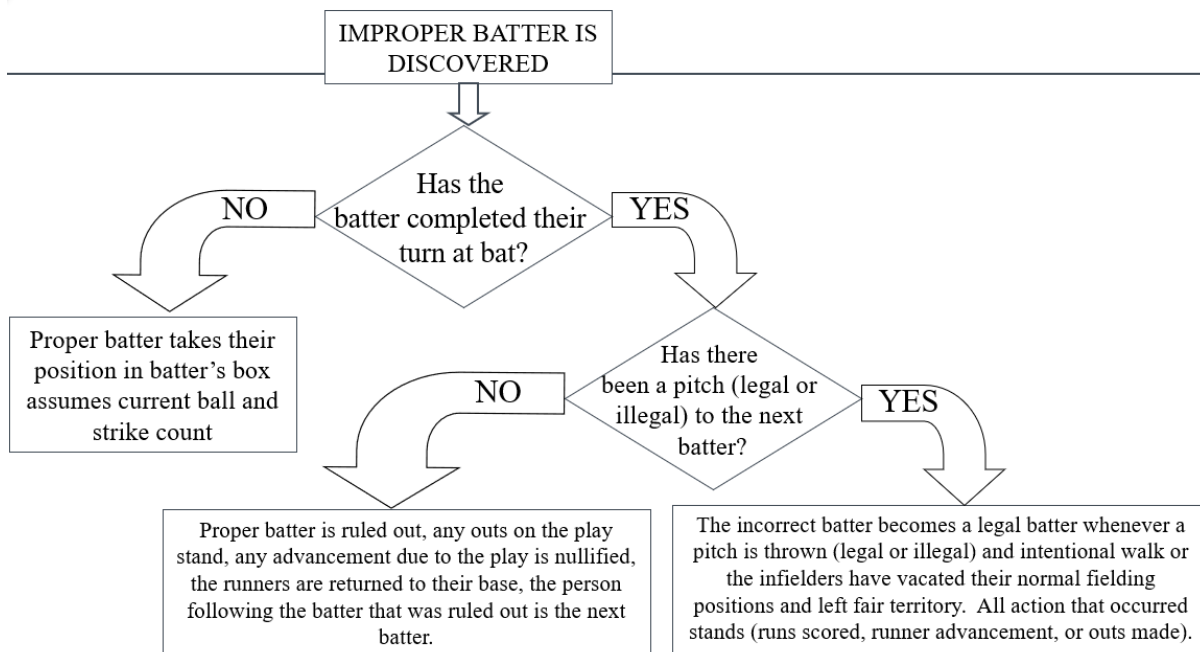 IMPROPER BATTER IS
DISCOVERED
Has the
batter completed their
turn at bat?
NO
YES
Proper batter takes their
position in batter’s box
assumes current ball and
strike count
Has there
been a pitch (legal or
illegal) to the next
batter?
NO
YES
Proper batter is ruled out, any outs on the play
stand, any advancement due to the play is nullified,
the runners are returned to their base, the person
following the batter that was ruled out is the next
batter.
The incorrect batter becomes a legal batter whenever a
pitch is thrown (legal or illegal) and intentional walk or
the infielders have vacated their normal fielding
positions and left fair territory.  All action that occurred
stands (runs scored, runner advancement, or outs made).